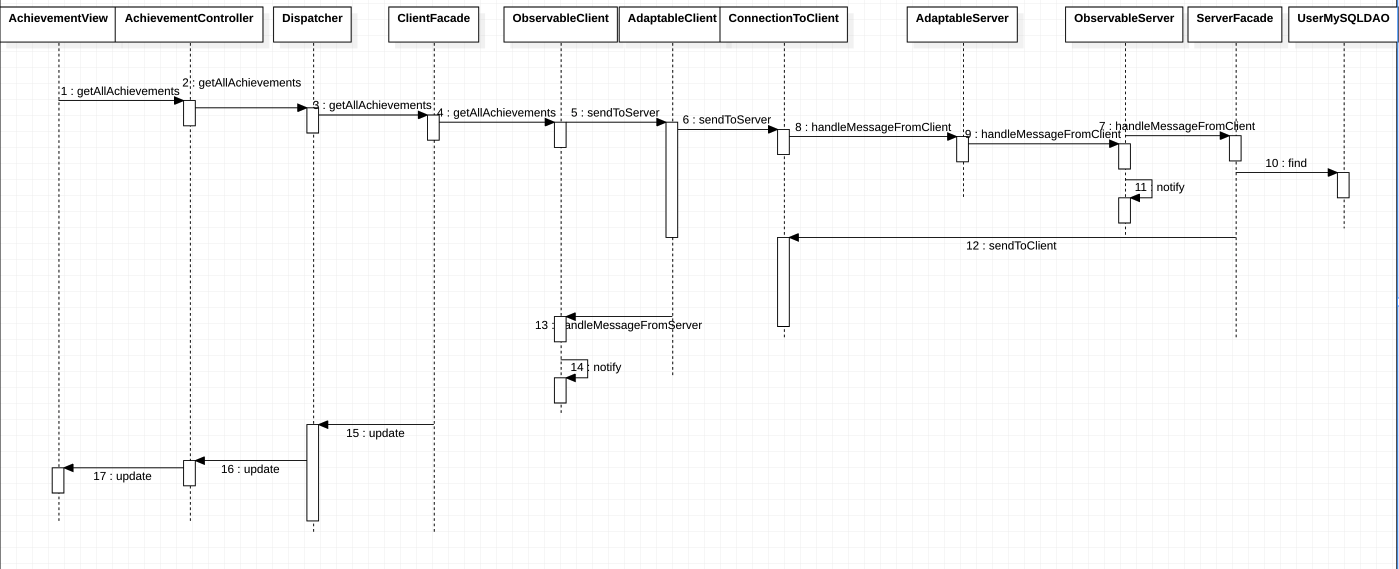 AchievementView
AchievementController
Dispatcher
ClientFacade
ObservableClient
AdaptableClient
ConnectionToClient
AdaptableServer
ObservableServer
ServerFacade
UserMySQLDAO
1 : getAllAchievements
2 : getAllAchievements
3 : getAllAchievements
4 : getAllAchievements
5 : sendToServer
6 : sendToServer
8 : handleMessageFromClient
9 : handleMessageFromClient
7 : handleMessageFromClient
10 : find
11 : notify
12 : sendToClient
13 : handleMessageFromServer
14 : notify
15 : update
16 : update
17 : update